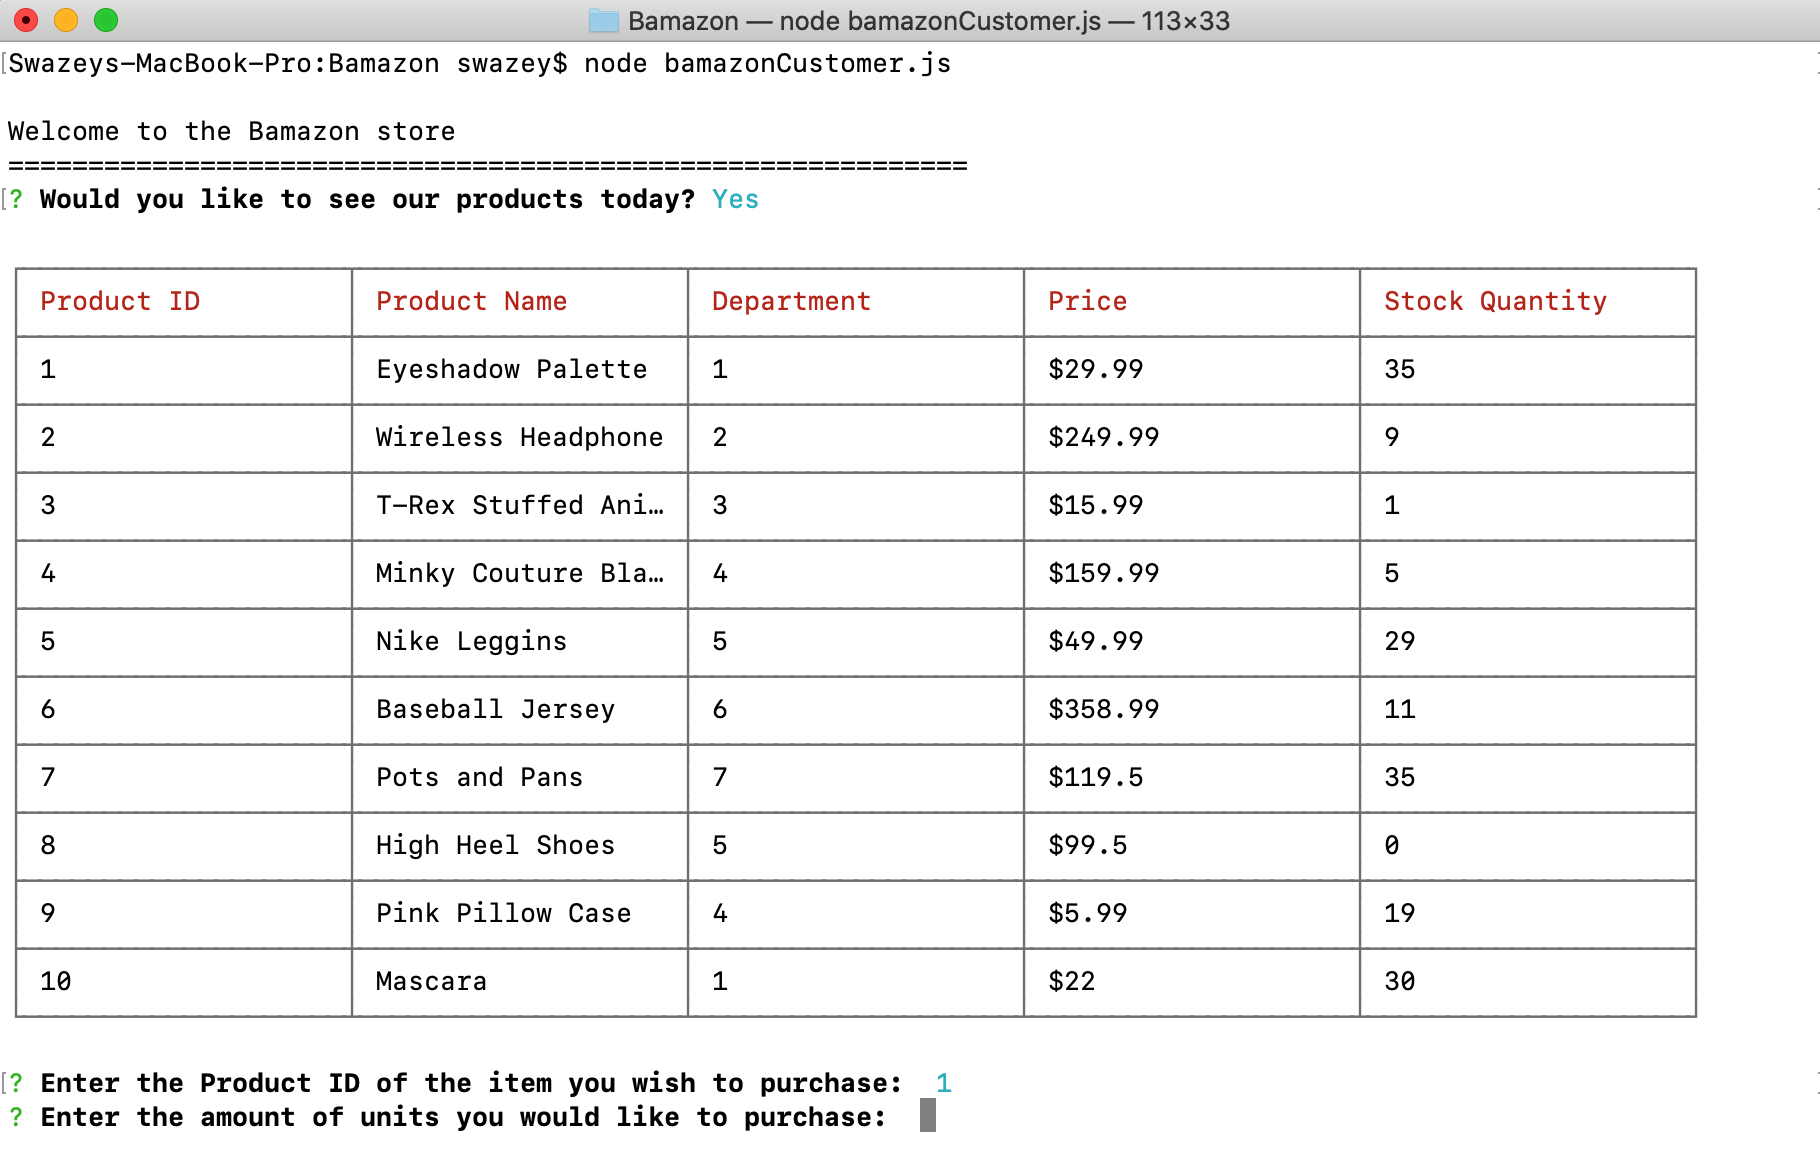 Bamazon — node bamazonCustomer.js — 113×33
[Swazeys-MacBook-Pro:Bamazon swazey$ node bamazonCustomer.js
Welcome to the Bamazon store
============================================================
[? Would you like to see our products today? Yes
Product ID Product Name Department Price Stock Quantity
1 Eyeshadow Palette 1 $29.99 35
2 Wireless Headphone 2 $249.99 9
3 T-Rex Stuffed Ani… 3 $15.99 1
4 Minky Couture Bla… 4 $159.99 5
5 Nike Leggins 5 $49.99 29
6 Baseball Jersey 6 $358.99 11
7 Pots and Pans 7 $119.5 35
8 High Heel Shoes 5 $99.5 0
9 Pink Pillow Case 4 $5.99 19
10 Mascara 1 $22 30
[? Enter the Product ID of the item you wish to purchase: 1
? Enter the amount of units you would like to purchase: